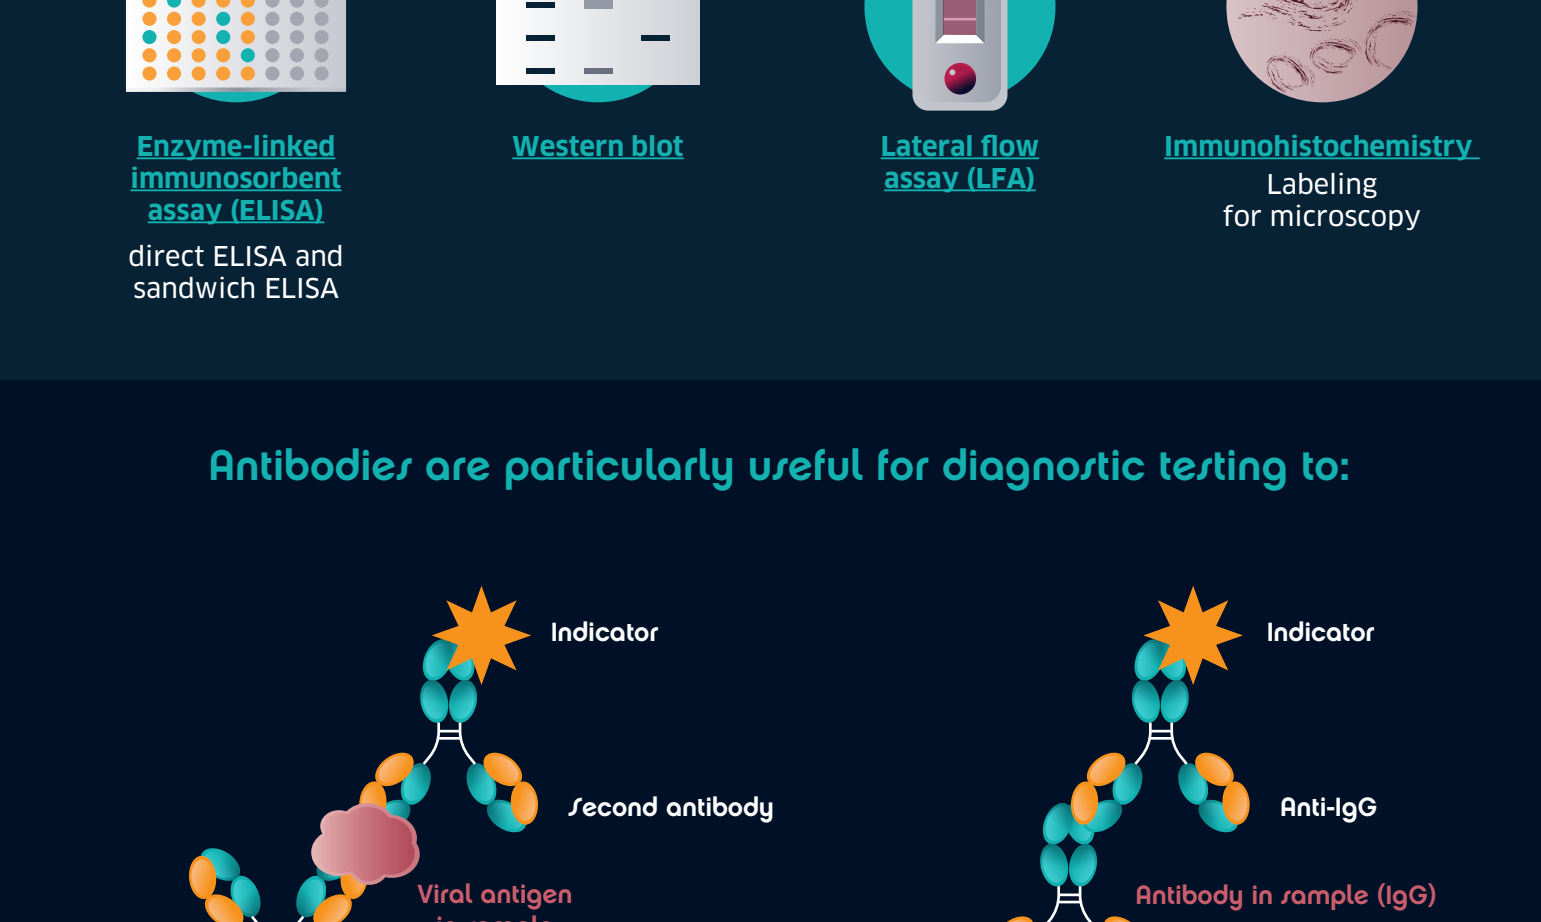 Enzyme-linked
immunosorbent
assay (ELISA)
direct ELISA and
sandwich ELISA
Western blot
Lateral flow
assay (LFA)
Immunohistochemistry
Labeling
for microscopy
Antibodies are particularly useful for diagnostic testing to:
Indicator
Second antibody
Viral antigen
in sample
Indicator
Anti-IgG
Antibody in sample (IgG)